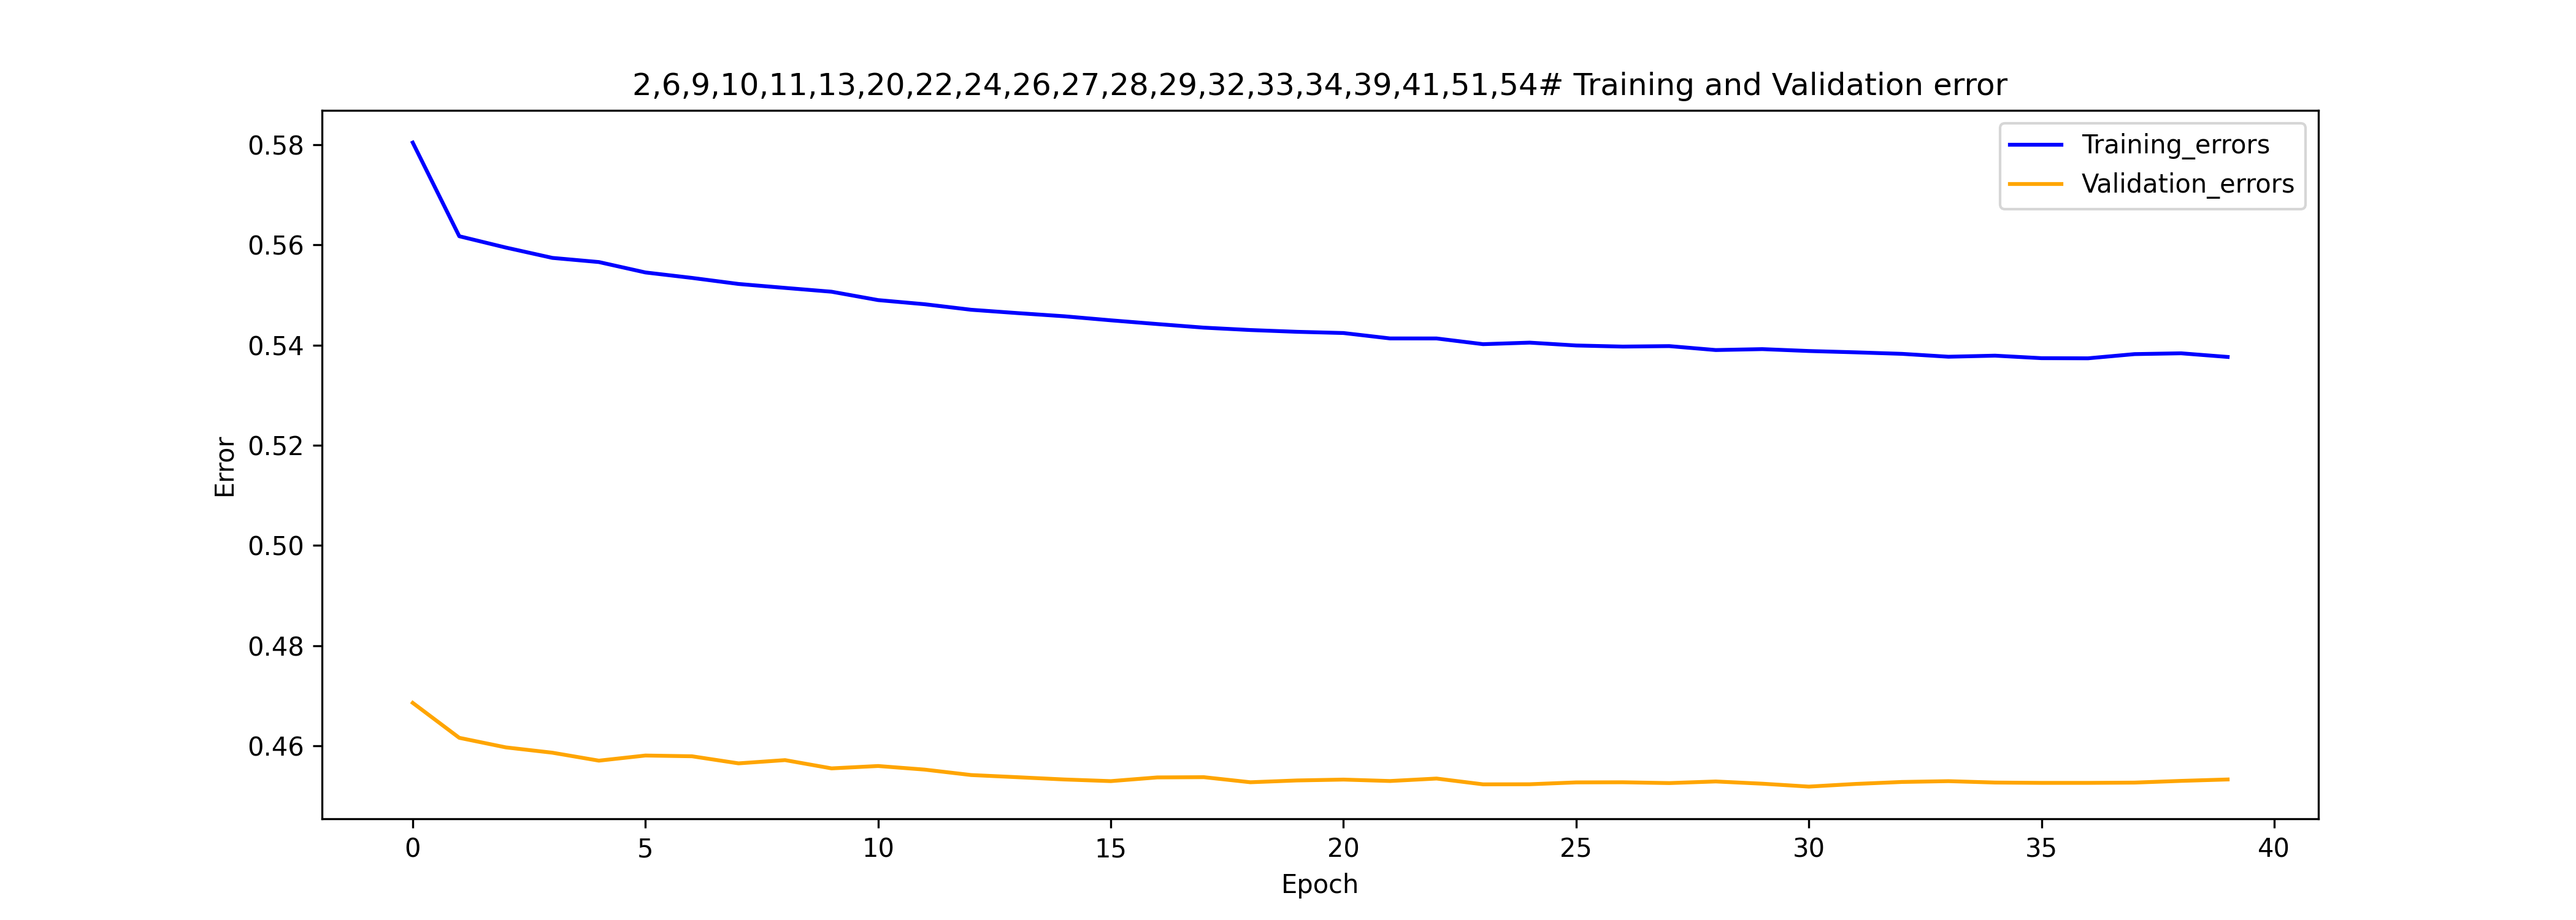 2,6,9,10,11,13,20,22,24,26,27,28,29,32,33,34,39,41,51,54# Training and Validation error
Training_errors
Validation_errors
0.58
0.56
0.54
0.52
0.50
0.48
0.46
Error
0 5 10 15 20 25 30 35 40
Epoch